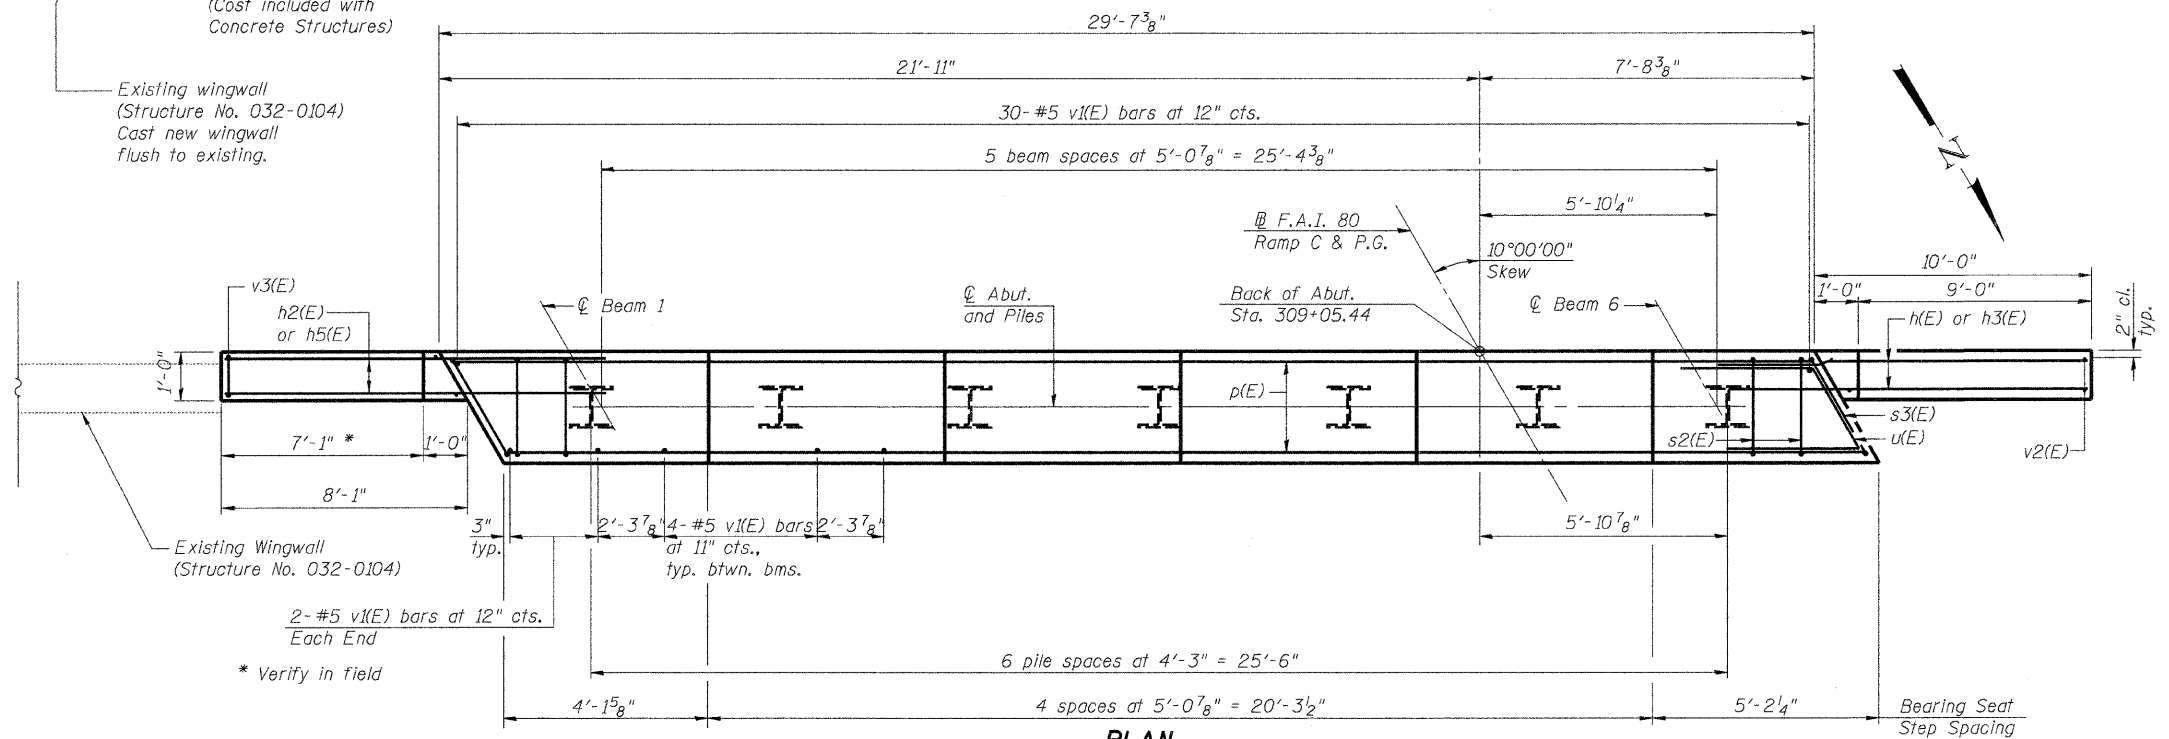 (Cost included with
Concrete Structures)
29'-7 3/8"
21'-11"
7'-8 3/8"
Existing wingwall
(Structure No. 032-0104)
Cast new wingwall
flush to existing.
30-#5 v1(E) bars at 12" cts.
5 beam spaces at 5'-0 7/8" = 25'-4 3/8"
N
5'-10 1/4"
℄ F.A.I. 80
Ramp C & P.G.
10°00'00"
Skew
10'-0"
1'-0"
9'-0"
2" cl.
typ.
v3(E)
h2(E)
or h5(E)
℄ Beam 1
℄ Abut.
and Piles
Back of Abut.
Sta. 309+05.44
℄ Beam 6
h(E) or h3(E)
1'-0"
p(E)
s3(E)
s2(E)
u(E)
v2(E)
7'-1" *
1'-0"
8'-1"
3"
typ.
2'-3 7/8"
4-#5 v1(E) bars
at 11" cts.,
typ. btwn. bms.
2'-3 7/8"
5'-10 7/8"
Existing Wingwall
(Structure No. 032-0104)
2-#5 v1(E) bars at 12" cts.
Each End
* Verify in field
6 pile spaces at 4'-3" = 25'-6"
4'-1 5/8"
4 spaces at 5'-0 7/8" = 20'-3 1/2"
5'-2 1/4"
Bearing Seat
Step Spacing
PLAN